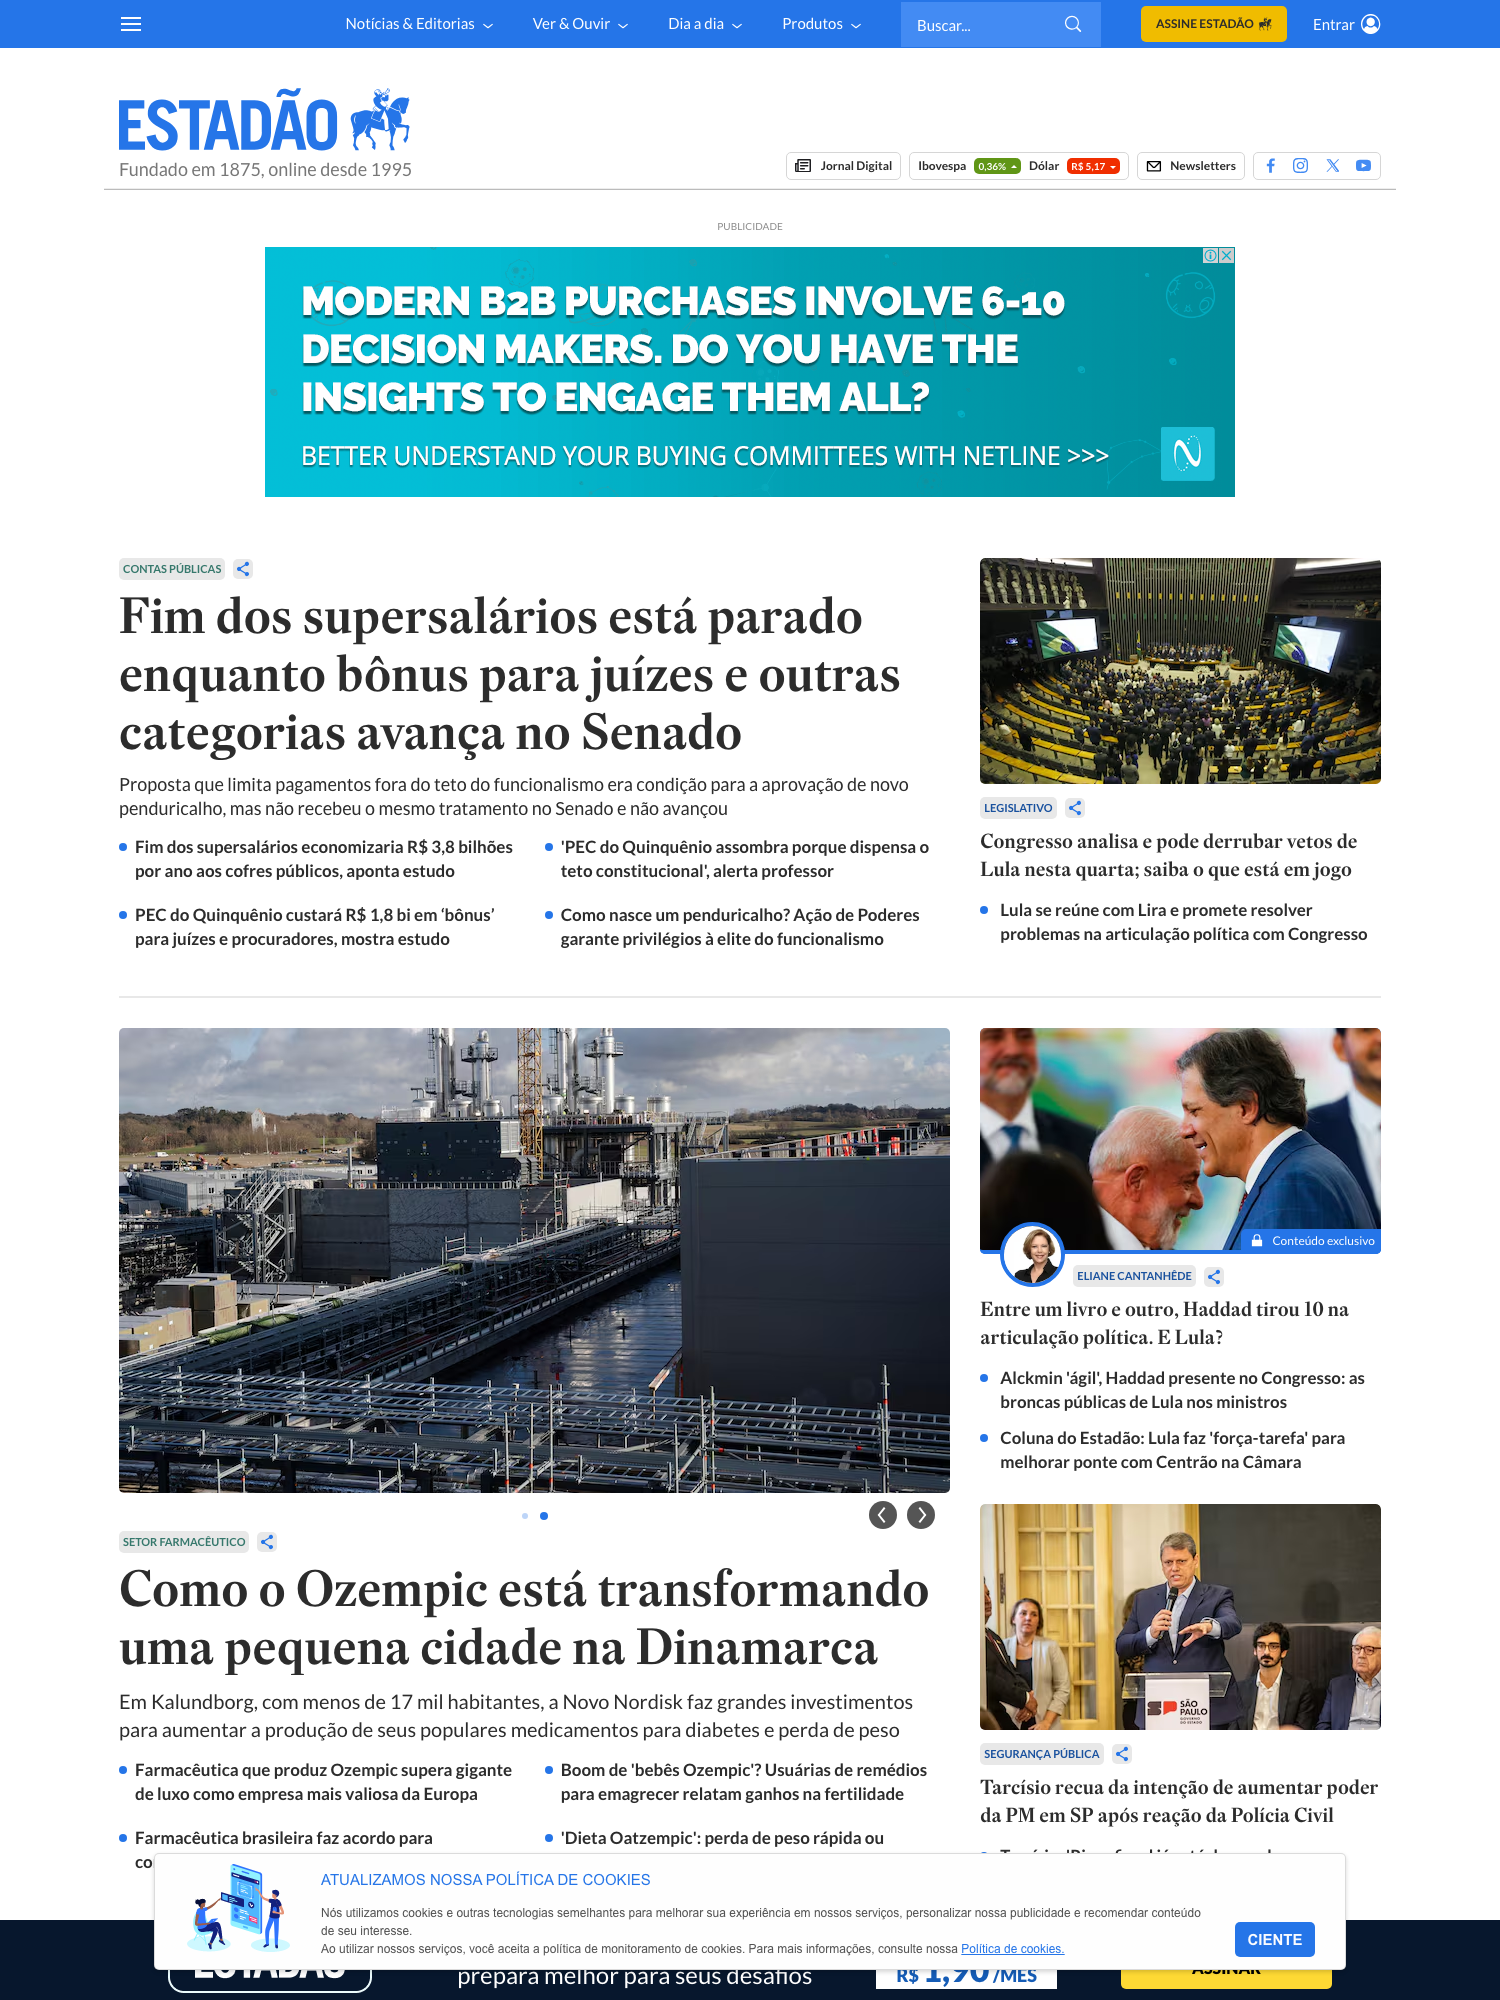 Notícias & Editorias
Ver & Ouvir
Dia a dia
Produtos
Buscar...
ASSINE ESTADÃO
Entrar
ESTADÃO
Fundado em 1875, online desde 1995
Jornal Digital
Ibovespa 0,36% Dólar R$ 5,17
Newsletters
PUBLICIDADE
MODERN B2B PURCHASES INVOLVE 6-10
DECISION MAKERS. DO YOU HAVE THE
INSIGHTS TO ENGAGE THEM ALL?
BETTER UNDERSTAND YOUR BUYING COMMITTEES WITH NETLINE >>>
CONTAS PÚBLICAS
Fim dos supersalários está parado
enquanto bônus para juízes e outras
categorias avança no Senado
Proposta que limita pagamentos fora do teto do funcionalismo era condição para a aprovação de novo
penduricalho, mas não recebeu o mesmo tratamento no Senado e não avançou
Fim dos supersalários economizaria R$ 3,8 bilhões
por ano aos cofres públicos, aponta estudo
'PEC do Quinquênio assombra porque dispensa o
teto constitucional', alerta professor
PEC do Quinquênio custará R$ 1,8 bi em ‘bônus’
para juízes e procuradores, mostra estudo
Como nasce um penduricalho? Ação de Poderes
garante privilégios à elite do funcionalismo
LEGISLATIVO
Congresso analisa e pode derrubar vetos de
Lula nesta quarta; saiba o que está em jogo
Lula se reúne com Lira e promete resolver
problemas na articulação política com Congresso
Conteúdo exclusivo
ELIANE CANTANHÊDE
Entre um livro e outro, Haddad tirou 10 na
articulação política. E Lula?
Alckmin 'ágil', Haddad presente no Congresso: as
broncas públicas de Lula nos ministros
Coluna do Estadão: Lula faz 'força-tarefa' para
melhorar ponte com Centrão na Câmara
SETOR FARMACÊUTICO
Como o Ozempic está transformando
uma pequena cidade na Dinamarca
Em Kalundborg, com menos de 17 mil habitantes, a Novo Nordisk faz grandes investimentos
para aumentar a produção de seus populares medicamentos para diabetes e perda de peso
Farmacêutica que produz Ozempic supera gigante
de luxo como empresa mais valiosa da Europa
Boom de 'bebês Ozempic'? Usuárias de remédios
para emagrecer relatam ganhos na fertilidade
Farmacêutica brasileira faz acordo para
co
'Dieta Oatzempic': perda de peso rápida ou
SÃO
PAULO
SEGURANÇA PÚBLICA
Tarcísio recua da intenção de aumentar poder
da PM em SP após reação da Polícia Civil
ATUALIZAMOS NOSSA POLÍTICA DE COOKIES
Nós utilizamos cookies e outras tecnologias semelhantes para melhorar sua experiência em nossos serviços, personalizar nossa publicidade e recomendar conteúdo
de seu interesse.
Ao utilizar nossos serviços, você aceita a política de monitoramento de cookies. Para mais informações, consulte nossa Política de cookies.
CIENTE
ESTADÃO
prepara melhor para seus desafios
R$ 1,90/MÊS
ASSINAR